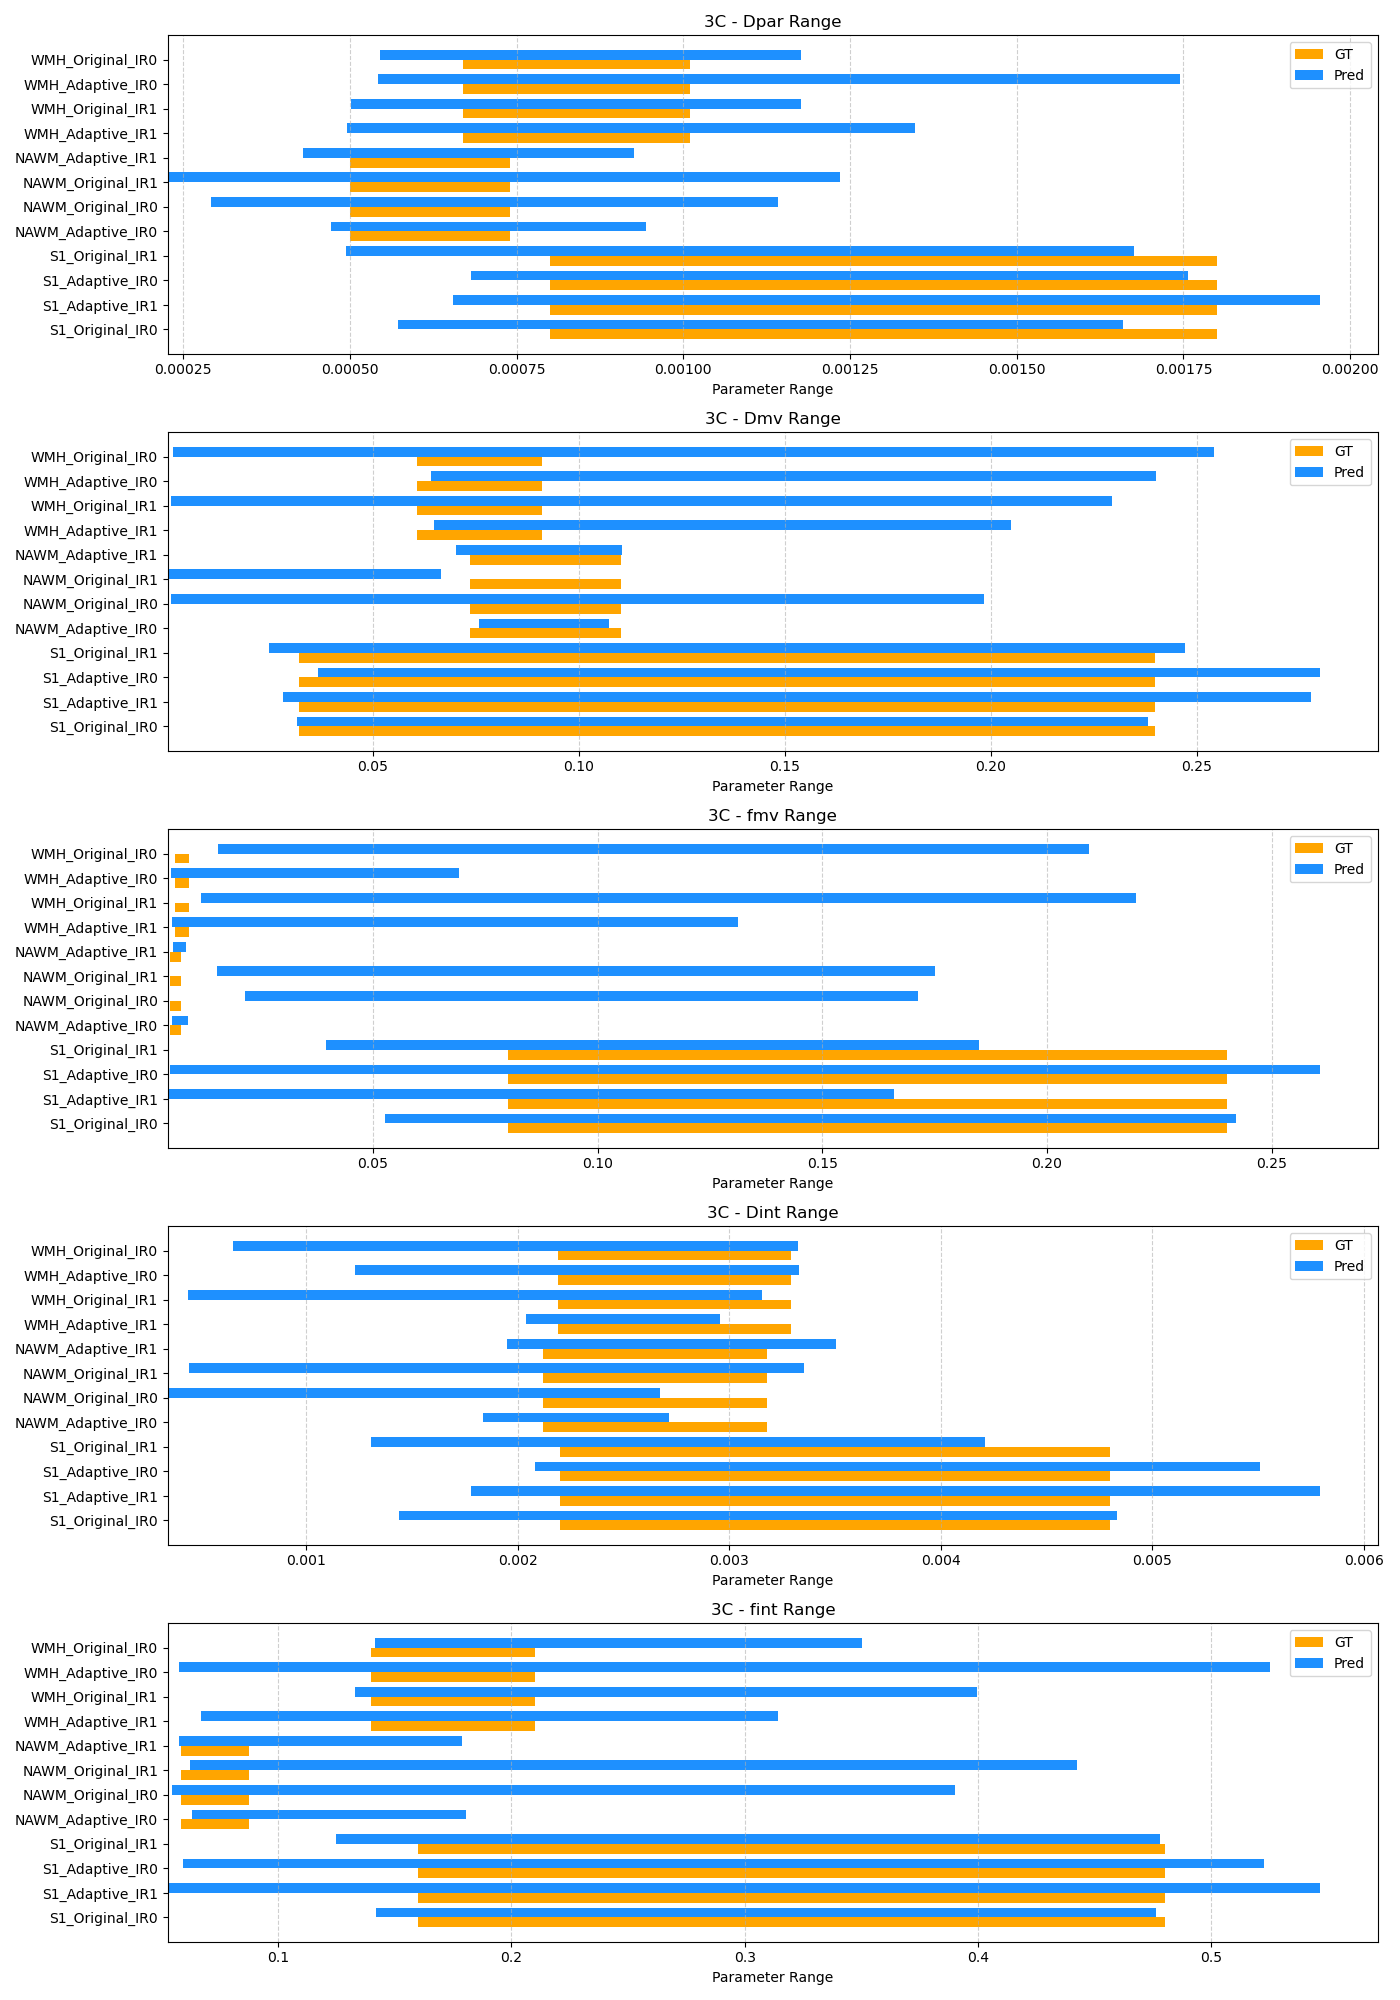 3C - Dpar Range
WMH_Original_IR0
WMH_Adaptive_IR0
WMH_Original_IR1
WMH_Adaptive_IR1
NAWM_Adaptive_IR1
NAWM_Original_IR1
NAWM_Original_IR0
NAWM_Adaptive_IR0
S1_Original_IR1
S1_Adaptive_IR0
S1_Adaptive_IR1
S1_Original_IR0
GT
Pred
0.00025 0.00050 0.00075 0.00100 0.00125 0.00150 0.00175 0.00200
Parameter Range
3C - Dmv Range
WMH_Original_IR0
WMH_Adaptive_IR0
WMH_Original_IR1
WMH_Adaptive_IR1
NAWM_Adaptive_IR1
NAWM_Original_IR1
NAWM_Original_IR0
NAWM_Adaptive_IR0
S1_Original_IR1
S1_Adaptive_IR0
S1_Adaptive_IR1
S1_Original_IR0
GT
Pred
0.05 0.10 0.15 0.20 0.25
Parameter Range
3C - fmv Range
WMH_Original_IR0
WMH_Adaptive_IR0
WMH_Original_IR1
WMH_Adaptive_IR1
NAWM_Adaptive_IR1
NAWM_Original_IR1
NAWM_Original_IR0
NAWM_Adaptive_IR0
S1_Original_IR1
S1_Adaptive_IR0
S1_Adaptive_IR1
S1_Original_IR0
GT
Pred
0.05 0.10 0.15 0.20 0.25
Parameter Range
3C - Dint Range
WMH_Original_IR0
WMH_Adaptive_IR0
WMH_Original_IR1
WMH_Adaptive_IR1
NAWM_Adaptive_IR1
NAWM_Original_IR1
NAWM_Original_IR0
NAWM_Adaptive_IR0
S1_Original_IR1
S1_Adaptive_IR0
S1_Adaptive_IR1
S1_Original_IR0
GT
Pred
0.001 0.002 0.003 0.004 0.005 0.006
Parameter Range
3C - fint Range
WMH_Original_IR0
WMH_Adaptive_IR0
WMH_Original_IR1
WMH_Adaptive_IR1
NAWM_Adaptive_IR1
NAWM_Original_IR1
NAWM_Original_IR0
NAWM_Adaptive_IR0
S1_Original_IR1
S1_Adaptive_IR0
S1_Adaptive_IR1
S1_Original_IR0
GT
Pred
0.1 0.2 0.3 0.4 0.5
Parameter Range